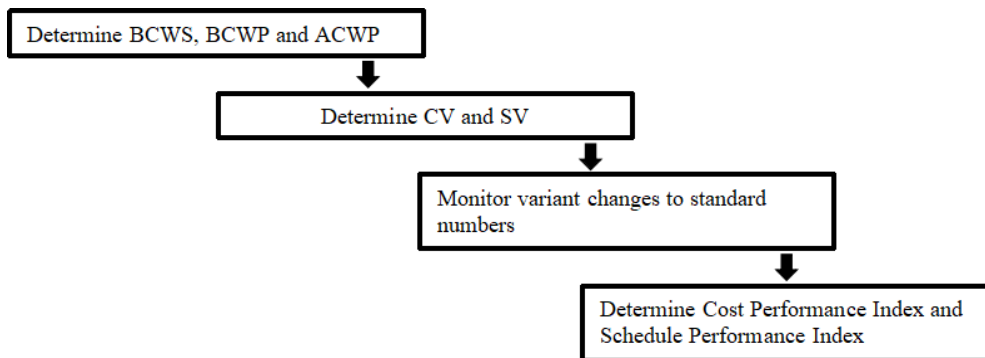 Determine BCWS, BCWP and ACWP
Determine CV and SV
Monitor variant changes to standard
numbers
Determine Cost Performance Index and
Schedule Performance Index